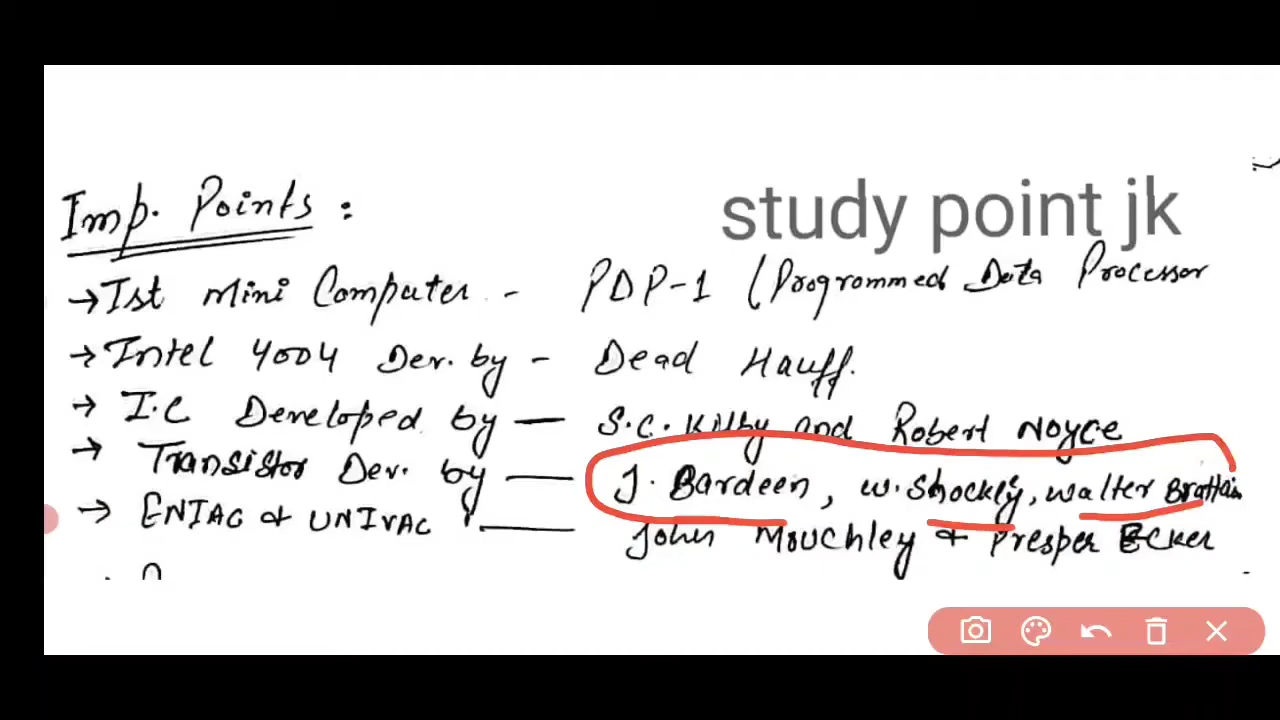 study point jk
Imp. Points :
→ Ist Mini Computer - PDP-1 (Programmed Data Processor
→ Intel 4004 Dev. by - Dead Hauff.
→ I.C Developed by — S.C. Kilby and Robert Noyce
→ Transistor Dev. by — J. Bardeen, W. Shockly, Walter Brattain
→ ENIAC & UNIVAC — John Mouchley & Presper Ecker